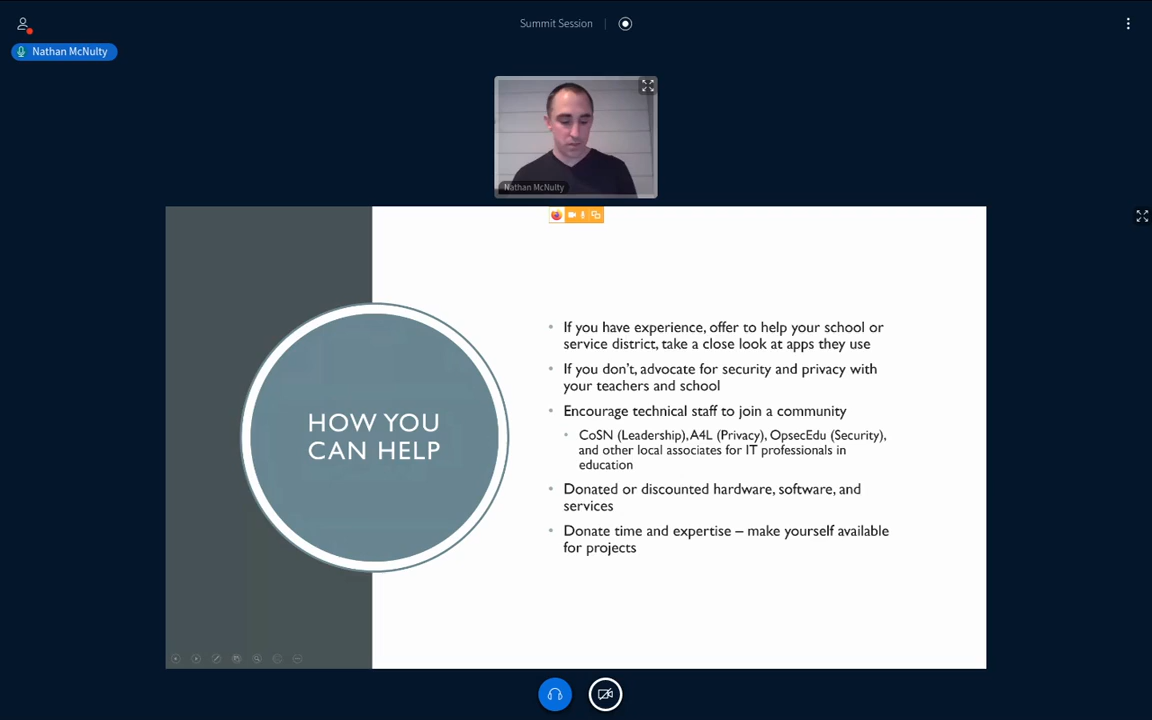 Summit Session
Nathan McNulty
Nathan McNulty
HOW YOU
CAN HELP
If you have experience, offer to help your school or
service district, take a close look at apps they use
If you don't, advocate for security and privacy with
your teachers and school
Encourage technical staff to join a community
CoSN (Leadership), A4L (Privacy), OpsecEdu (Security),
and other local associates for IT professionals in
education
Donated or discounted hardware, software, and
services
Donate time and expertise – make yourself available
for projects